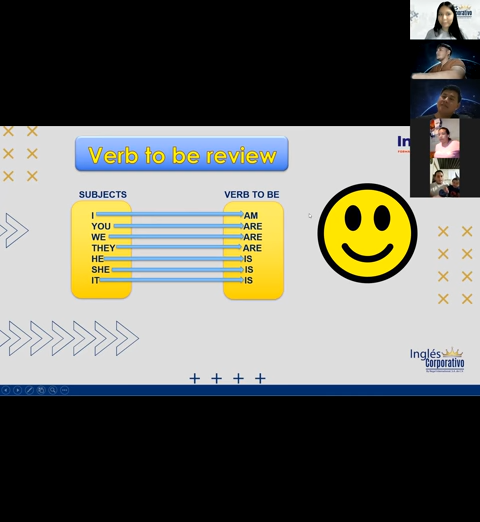 Verb to be review
SUBJECTS VERB TO BE
I AM
YOU ARE
WE ARE
THEY ARE
HE IS
SHE IS
IT IS
In
Inglés
Corporativo